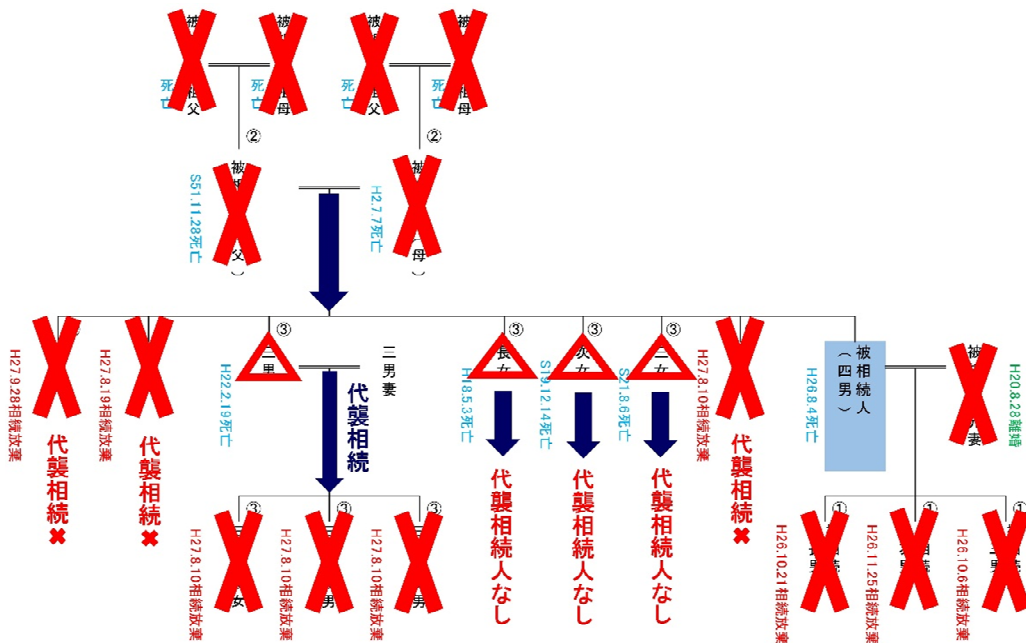 被 祖父
死亡
被 祖母
死亡
被 祖父
死亡
被 祖母
死亡
②
②
被相 父)
S51.11.28死亡
被 (母)
H2.7.7死亡
③
③
③
③
H27.9.28相続放棄
代襲相続✖
H27.8.19相続放棄
代襲相続✖
三男
H22.2.19死亡
三男妻
代襲相続
長女
H18.5.3死亡
代襲相続人なし
次女
S19.12.14死亡
代襲相続人なし
三女
S21.8.6死亡
代襲相続人なし
H27.8.10相続放棄
代襲相続✖
被相続人
(四男)
H26.8.4死亡
妻
H20.8.28離婚
③
③
③
女
H27.8.10相続放棄
男
H27.8.10相続放棄
男
H27.8.10相続放棄
①
①
①
H26.10.21相続放棄
H26.11.25相続放棄
H26.10.6相続放棄